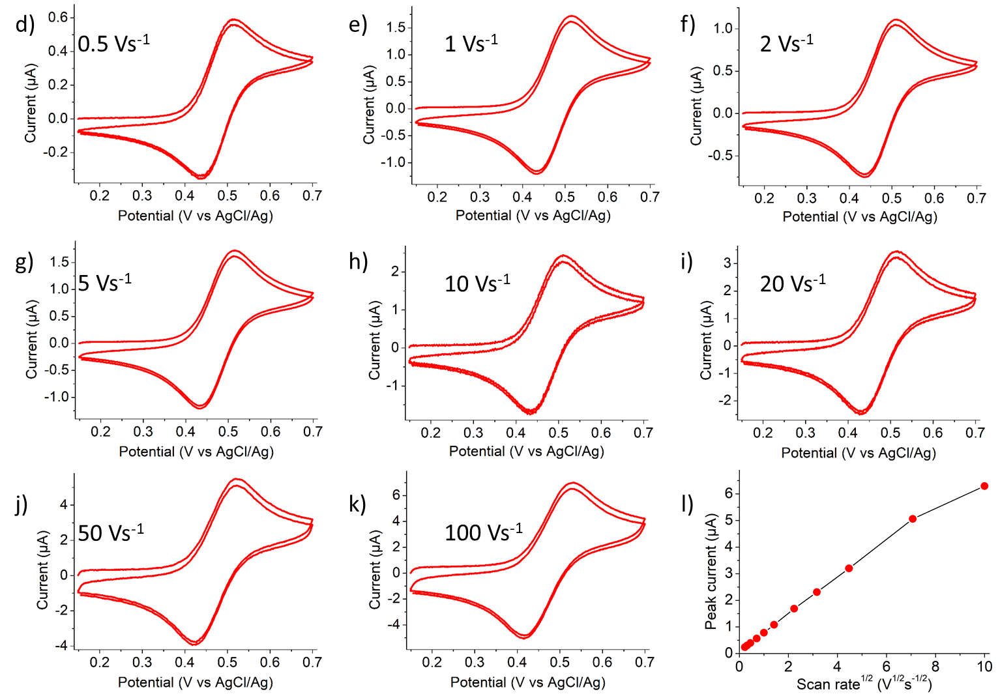 d)
0.5 Vs⁻¹
0.6
0.4
0.2
0.0
-0.2
Current (μA)
0.2 0.3 0.4 0.5 0.6 0.7
Potential (V vs AgCl/Ag)
e)
1 Vs⁻¹
1.5
1.0
0.5
0.0
-0.5
-1.0
Current (μA)
0.2 0.3 0.4 0.5 0.6 0.7
Potential (V vs AgCl/Ag)
f)
2 Vs⁻¹
1.0
0.5
0.0
-0.5
Current (μA)
0.2 0.3 0.4 0.5 0.6 0.7
Potential (V vs AgCl/Ag)
g)
5 Vs⁻¹
1.5
1.0
0.5
0.0
-0.5
-1.0
Current (μA)
0.2 0.3 0.4 0.5 0.6 0.7
Potential (V vs AgCl/Ag)
h)
10 Vs⁻¹
2
1
0
-1
Current (μA)
0.2 0.3 0.4 0.5 0.6 0.7
Potential (V vs AgCl/Ag)
i)
20 Vs⁻¹
3
2
1
0
-1
-2
Current (μA)
0.2 0.3 0.4 0.5 0.6 0.7
Potential (V vs AgCl/Ag)
j)
50 Vs⁻¹
4
2
0
-2
-4
Current (μA)
0.2 0.3 0.4 0.5 0.6 0.7
Potential (V vs AgCl/Ag)
k)
100 Vs⁻¹
6
4
2
0
-2
-4
Current (μA)
0.2 0.3 0.4 0.5 0.6 0.7
Potential (V vs AgCl/Ag)
l)
6
5
4
3
2
1
0
Peak current (μA)
0 2 4 6 8 10
Scan rate¹ᐟ² (V¹ᐟ²s⁻¹ᐟ²)